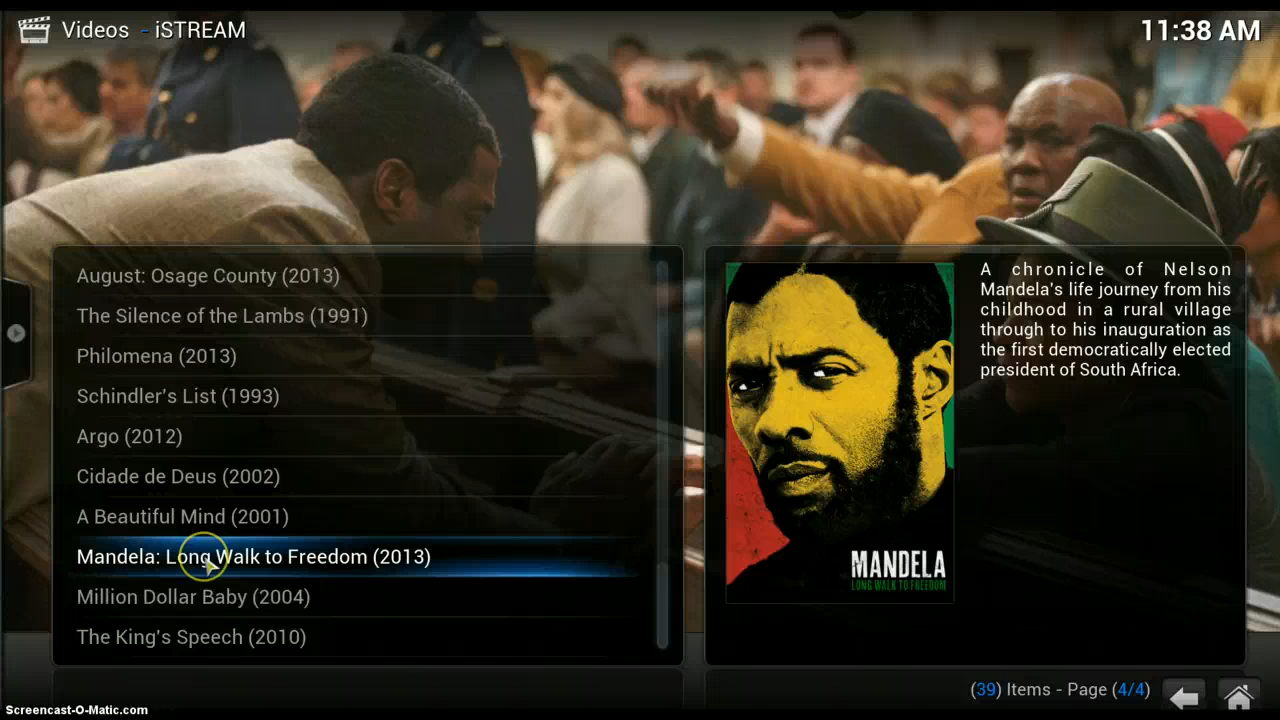 Videos - iSTREAM
11:38 AM
August: Osage County (2013)
The Silence of the Lambs (1991)
Philomena (2013)
Schindler's List (1993)
Argo (2012)
Cidade de Deus (2002)
A Beautiful Mind (2001)
Mandela: Long Walk to Freedom (2013)
Million Dollar Baby (2004)
The King's Speech (2010)
MANDELA
LONG WALK TO FREEDOM
A chronicle of Nelson
Mandela's life journey from his
childhood in a rural village
through to his inauguration as
the first democratically elected
president of South Africa.
(39) Items - Page (4/4)
Screencast-O-Matic.com